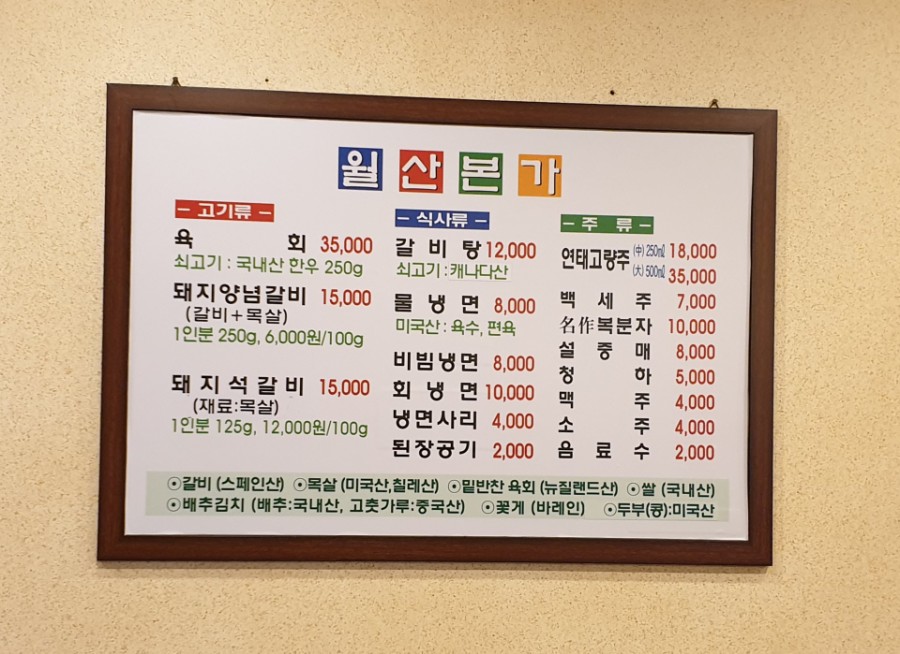 월산본가
– 고기류 –
육 회 35,000
쇠고기 : 국내산 한우 250g
돼지양념갈비 15,000
(갈비+목살)
1인분 250g, 6,000원/100g
돼지석갈비 15,000
(재료:목살)
1인분 125g, 12,000원/100g
– 식사류 –
갈비탕 12,000
쇠고기 : 캐나다산
물냉면 8,000
미국산 : 육수, 편육
비빔냉면 8,000
회냉면 10,000
냉면사리 4,000
된장공기 2,000
– 주 류 –
연태고량주 (中) 250㎖ 18,000
(大) 500㎖ 35,000
백세주 7,000
名作복분자 10,000
설중매 8,000
청하 5,000
맥주 4,000
소주 4,000
음료수 2,000
⊙갈비 (스페인산) ⊙목살 (미국산,칠레산) ⊙밑반찬 육회 (뉴질랜드산) ⊙쌀 (국내산)
⊙배추김치 (배추:국내산, 고춧가루:중국산) ⊙꽃게 (바레인) ⊙두부(콩):미국산